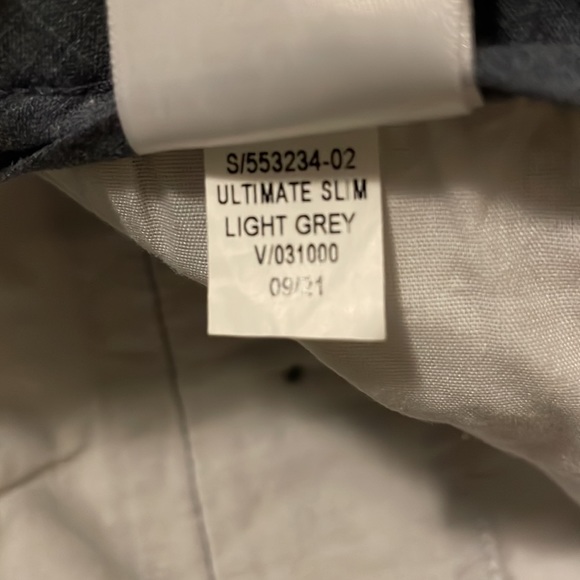 S/553234-02
ULTIMATE SLIM
LIGHT GREY
V/031000
09/21